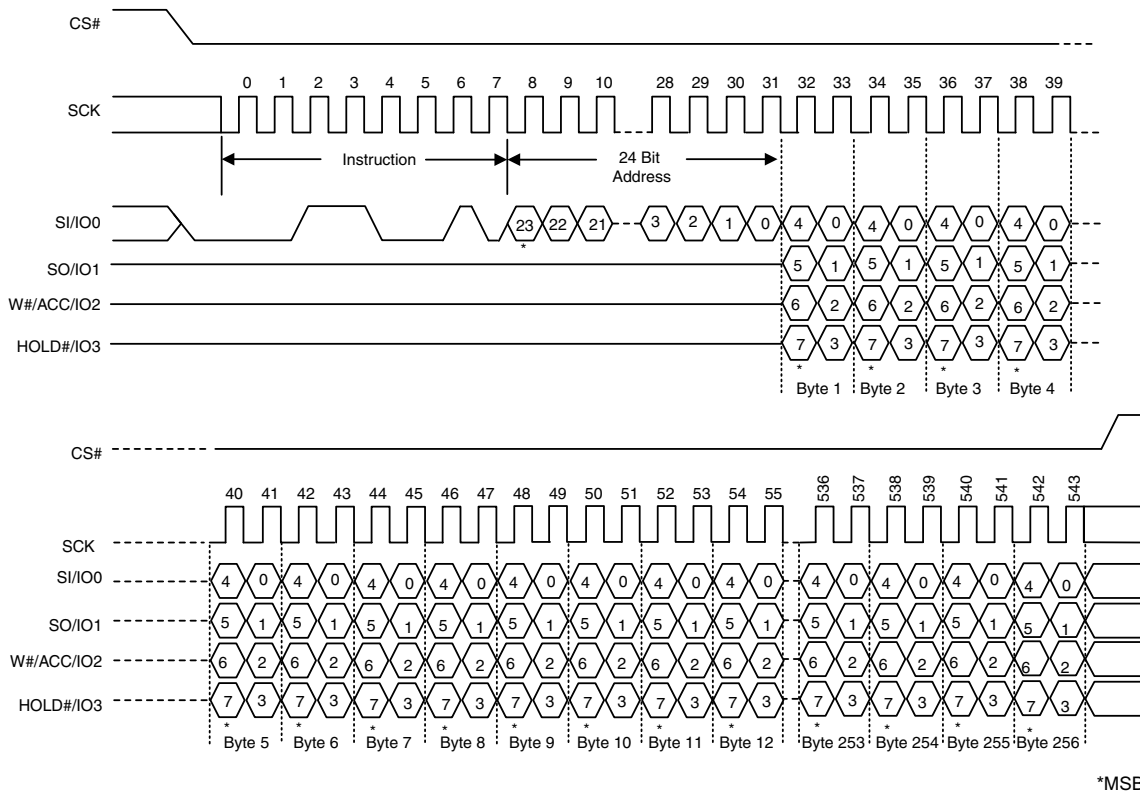 CS#
0 1 2 3 4 5 6 7 8 9 10 28 29 30 31 32 33 34 35 36 37 38 39
SCK
Instruction
24 Bit
Address
SI/IO0 23 22 21 3 2 1 0 4 0 4 0 4 0 4 0
*
SO/IO1 5 1 5 1 5 1 5 1
W#/ACC/IO2 6 2 6 2 6 2 6 2
HOLD#/IO3 7 3 7 3 7 3 7 3
* * * *
Byte 1 Byte 2 Byte 3 Byte 4
CS#
40 41 42 43 44 45 46 47 48 49 50 51 52 53 54 55 536 537 538 539 540 541 542 543
SCK
SI/IO0 4 0 4 0 4 0 4 0 4 0 4 0 4 0 4 0 4 0 4 0 4 0 4 0
SO/IO1 5 1 5 1 5 1 5 1 5 1 5 1 5 1 5 1 5 1 5 1 5 1 5 1
W#/ACC/IO2 6 2 6 2 6 2 6 2 6 2 6 2 6 2 6 2 6 2 6 2 6 2 6 2
HOLD#/IO3 7 3 7 3 7 3 7 3 7 3 7 3 7 3 7 3 7 3 7 3 7 3 7 3
* * * * * * * * * * * *
Byte 5 Byte 6 Byte 7 Byte 8 Byte 9 Byte 10 Byte 11 Byte 12 Byte 253 Byte 254 Byte 255 Byte 256
*MSB